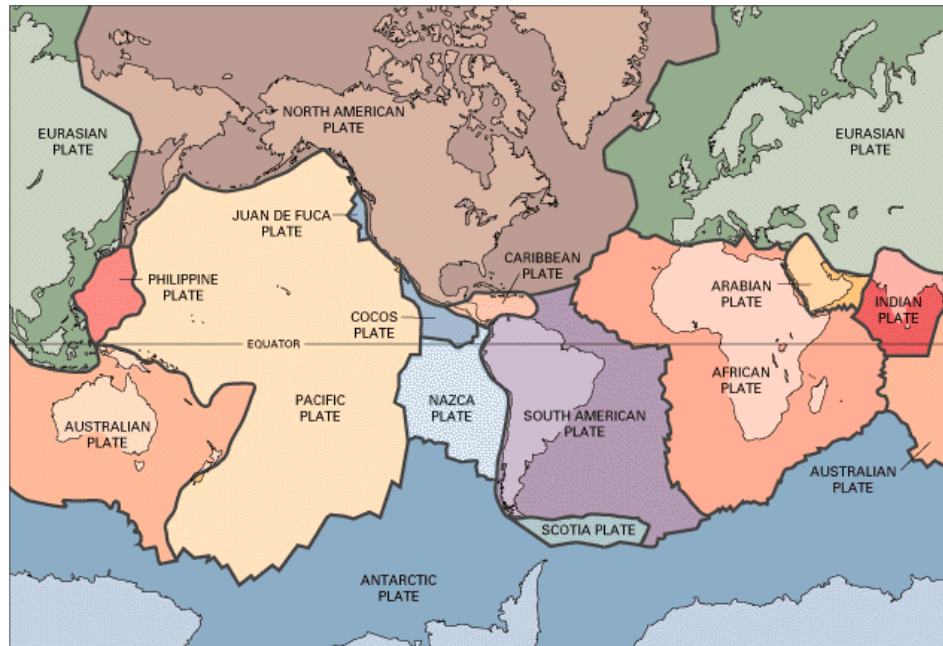 NORTH AMERICAN
PLATE
EURASIAN
PLATE
EURASIAN
PLATE
JUAN DE FUCA
PLATE
CARIBBEAN
PLATE
PHILIPPINE
PLATE
ARABIAN
PLATE
INDIAN
PLATE
COCOS
PLATE
EQUATOR
AFRICAN
PLATE
PACIFIC
PLATE
NAZCA
PLATE
SOUTH AMERICAN
PLATE
AUSTRALIAN
PLATE
AUSTRALIAN
PLATE
SCOTIA PLATE
ANTARCTIC
PLATE